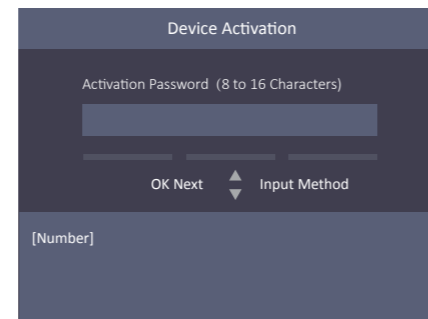 Device Activation
Activation Password (8 to 16 Characters)
OK Next Input Method
[Number]